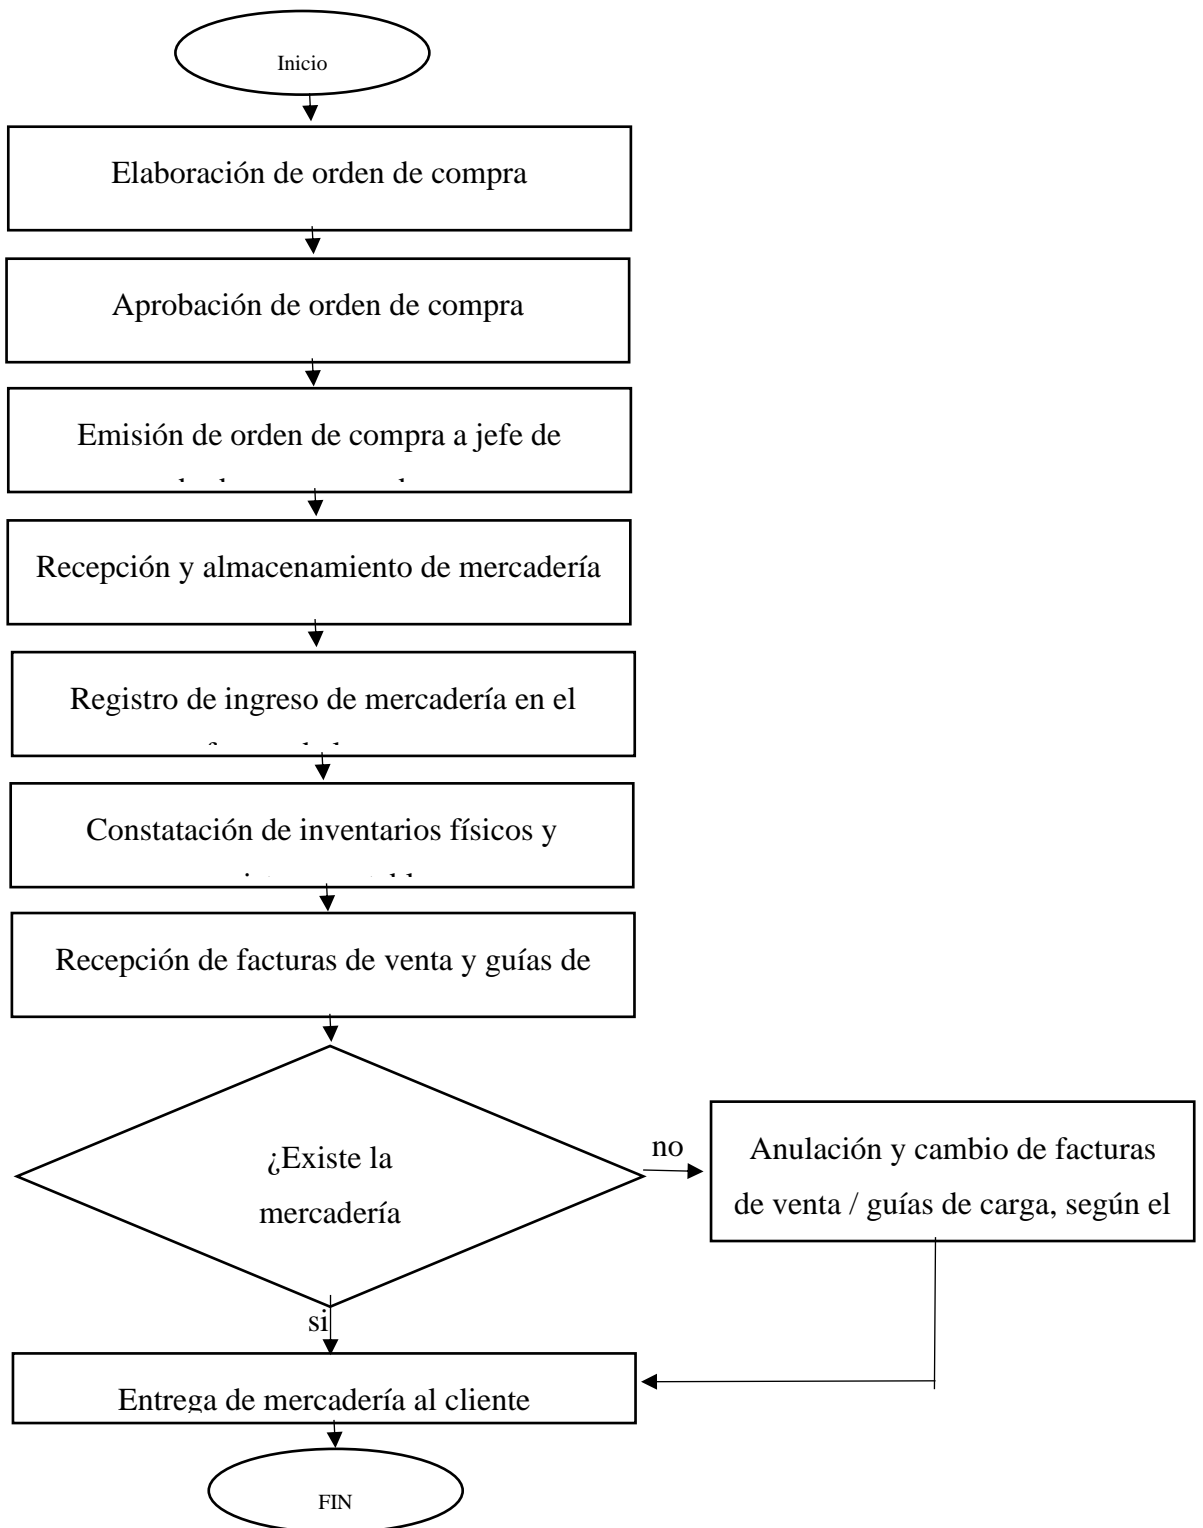 Inicio
Elaboración de orden de compra
Aprobación de orden de compra
Emisión de orden de compra a jefe de
Recepción y almacenamiento de mercadería
Registro de ingreso de mercadería en el
Constatación de inventarios físicos y
Recepción de facturas de venta y guías de
¿Existe la
mercadería
no
Anulación y cambio de facturas
de venta / guías de carga, según el
si
Entrega de mercadería al cliente
FIN